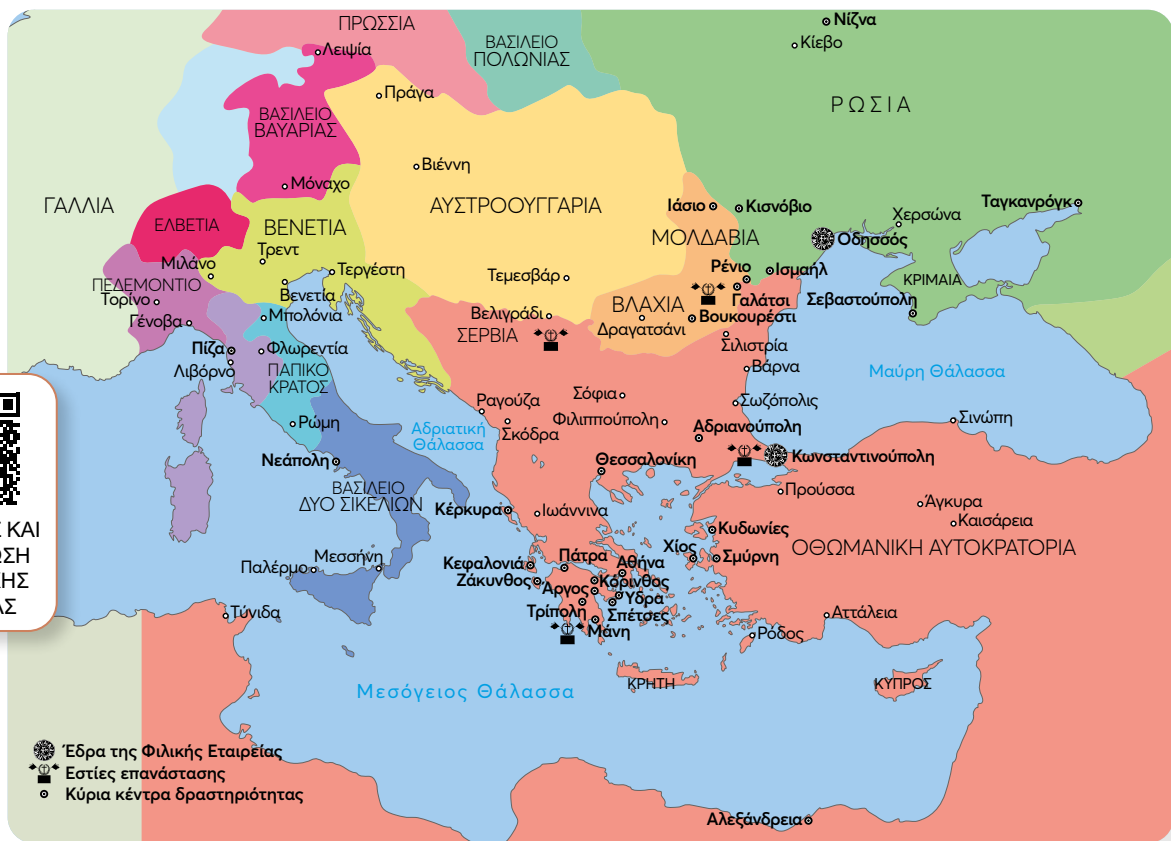 ΠΡΩΣΣΙΑ
Νίζνα
Λειψία
ΒΑΣΙΛΕΙΟ
ΠΟΛΩΝΙΑΣ
Κίεβο
Πράγα
ΡΩΣΙΑ
ΒΑΣΙΛΕΙΟ
ΒΑΥΑΡΙΑΣ
Βιέννη
Μόναχο
ΓΑΛΛΙΑ
ΑΥΣΤΡΟΟΥΓΓΑΡΙΑ
Ιάσιο
Κισνόβιο
Ταγκανρόγκ
Χερσώνα
ΕΛΒΕΤΙΑ
ΒΕΝΕΤΙΑ
ΜΟΛΔΑΒΙΑ
Οδησσός
Τρεντ
Μιλάνο
Τεργέστη
Τεμεσβάρ
Ρένιο
Ισμαήλ
ΠΕΔΕΜΟΝΤΙΟ
ΚΡΙΜΑΙΑ
Τορίνο
Βενετία
Γαλάτσι
Σεβαστούπολη
ΒΛΑΧΙΑ
Γένοβα
Μπολόνια
Βελιγράδι
Βουκουρέστι
Δραγατσάνι
ΣΕΡΒΙΑ
Σιλιστρία
Πίζα
Φλωρεντία
Λιβόρνο
ΠΑΠΙΚΟ
ΚΡΑΤΟΣ
Βάρνα
Μαύρη Θάλασσα
Ραγούζα
Σόφια
Σωζόπολις
Ρώμη
Αδριατική
Θάλασσα
Σκόδρα
Φιλιππούπολη
Σινώπη
Αδριανούπολη
Νεάπολη
Θεσσαλονίκη
Κωνσταντινούπολη
ΒΑΣΙΛΕΙΟ
ΔΥΟ ΣΙΚΕΛΙΩΝ
Προύσσα
Κέρκυρα
Ιωάννινα
Άγκυρα
Καισάρεια
ΚΑΙ
ΩΣΗ
ΗΣ
ΑΣ
Κυδωνίες
ΟΘΩΜΑΝΙΚΗ ΑΥΤΟΚΡΑΤΟΡΙΑ
Μεσσήνη
Παλέρμο
Κεφαλονιά
Πάτρα
Αθήνα
Χίος
Σμύρνη
Ζάκυνθος
Κόρινθος
Άργος
Ύδρα
Τρίπολη
Σπέτσες
Τύνιδα
Μάνη
Αττάλεια
Ρόδος
ΚΡΗΤΗ
ΚΥΠΡΟΣ
Μεσόγειος Θάλασσα
Έδρα της Φιλικής Εταιρείας
Εστίες επανάστασης
Κύρια κέντρα δραστηριότητας
Αλεξάνδρεια